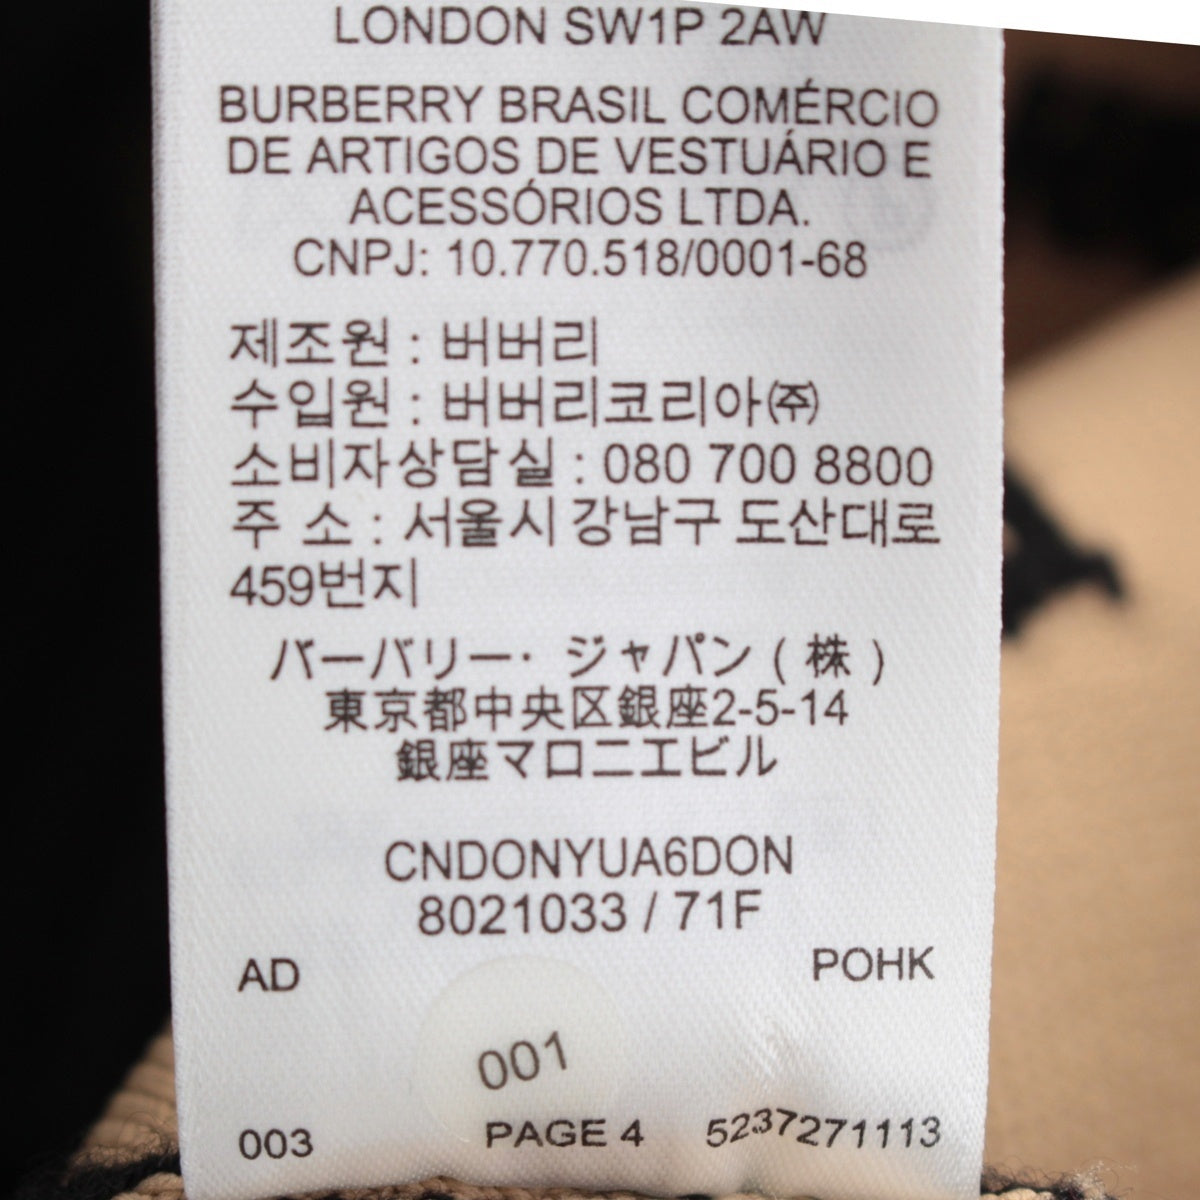 LONDON SW1P 2AW
BURBERRY BRASIL COMÉRCIO
DE ARTIGOS DE VESTUÁRIO E
ACESSÓRIOS LTDA.
CNPJ: 10.770.518/0001-68
제조원 : 버버리
수입원 : 버버리코리아㈜
소비자상담실 : 080 700 8800
주 소 : 서울시 강남구 도산대로
459번지
バーバリー・ジャパン ( 株 )
東京都中央区銀座2-5-14
銀座マロニエビル
CNDONYUA6DON
8021033 / 71F
AD POHK
001
003 PAGE 4 5237271113